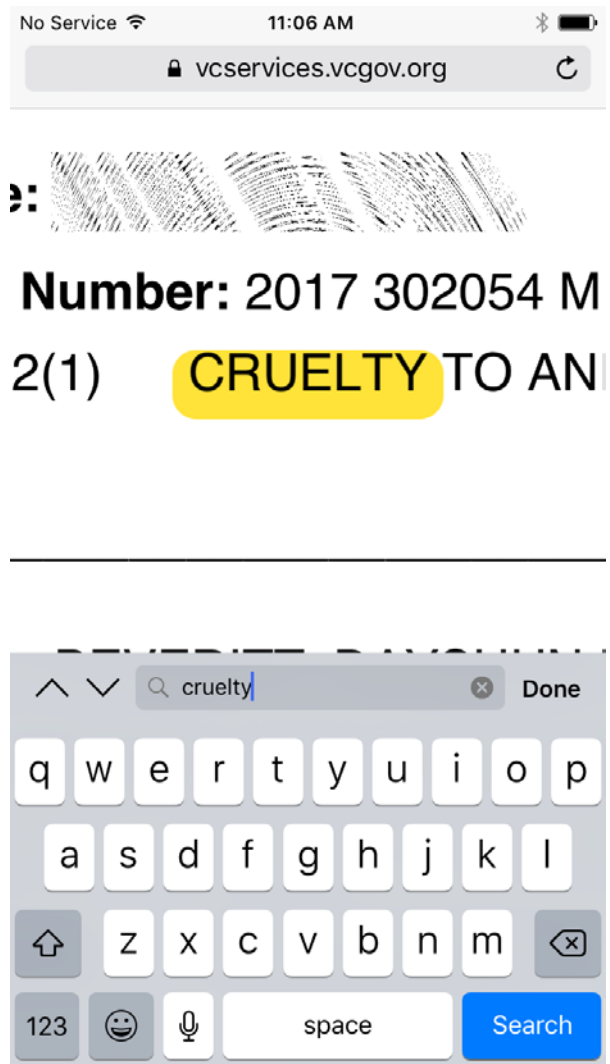 No Service 11:06 AM
vcservices.vcgov.org
e:
Number: 2017 302054 M
2(1) CRUELTY TO AN
cruelty Done
q w e r t y u i o p
a s d f g h j k l
z x c v b n m
123 space Search